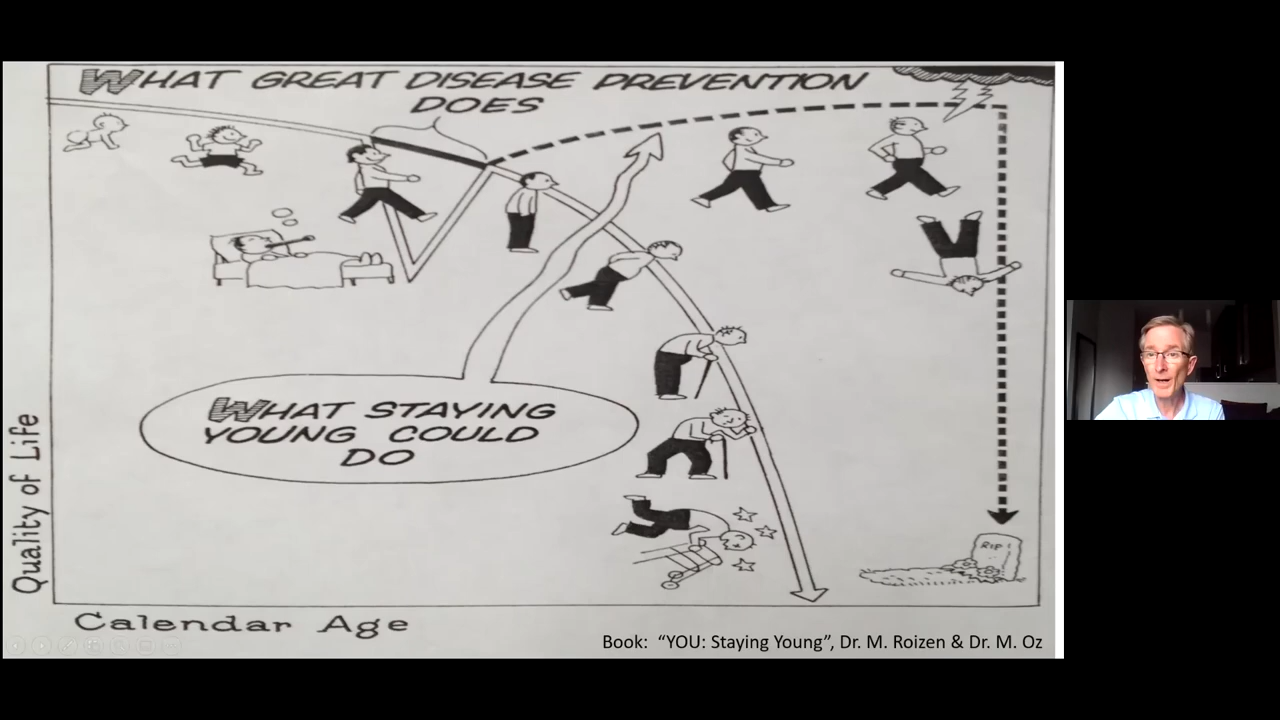 WHAT GREAT DISEASE PREVENTION
DOES
WHAT STAYING
YOUNG COULD
DO
RIP
Quality of Life
Calendar Age
Book:  “YOU: Staying Young”, Dr. M. Roizen & Dr. M. Oz